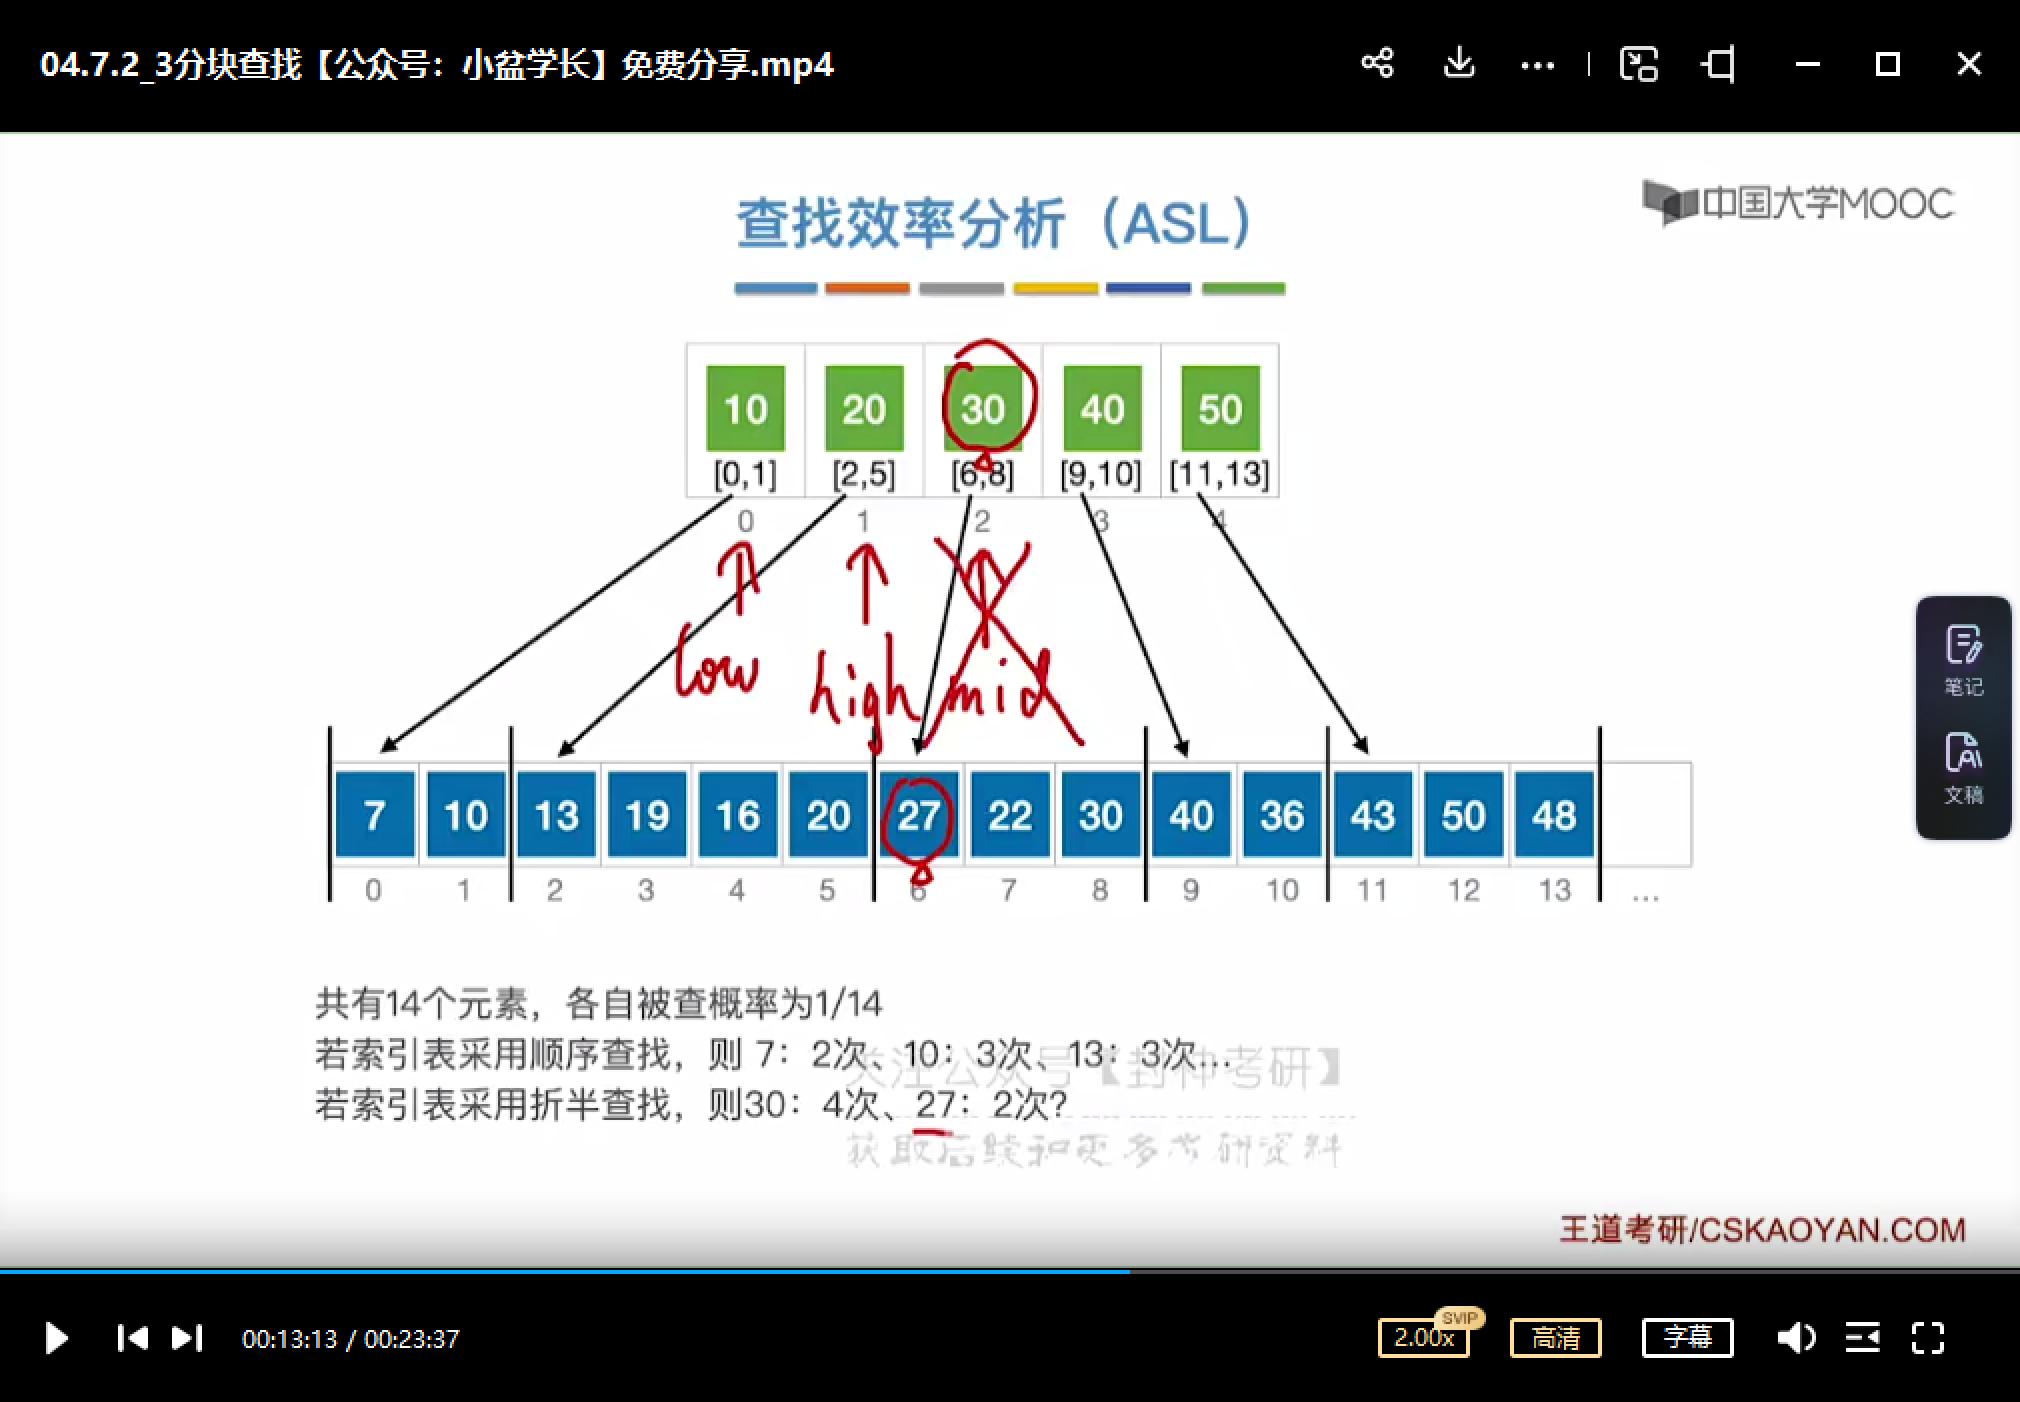 04.7.2_3分块查找【公众号：小盆学长】免费分享.mp4
中国大学MOOC
查找效率分析（ASL）
10 20 30 40 50
[0,1] [2,5] [6,8] [9,10] [11,13]
0 1 2 3 4
low high mid
7 10 13 19 16 20 27 22 30 40 36 43 50 48
0 1 2 3 4 5 6 7 8 9 10 11 12 13 ...
笔记
文稿
共有14个元素，各自被查概率为1/14
若索引表采用顺序查找，则 7：2次、10：3次、13：3次...
若索引表采用折半查找，则30：4次、27：2次?
关注公众号【封神考研】
获取后续和更多考研资料
王道考研/CSKAOYAN.COM
00:13:13 / 00:23:37
2.00x
SVIP
高清
字幕